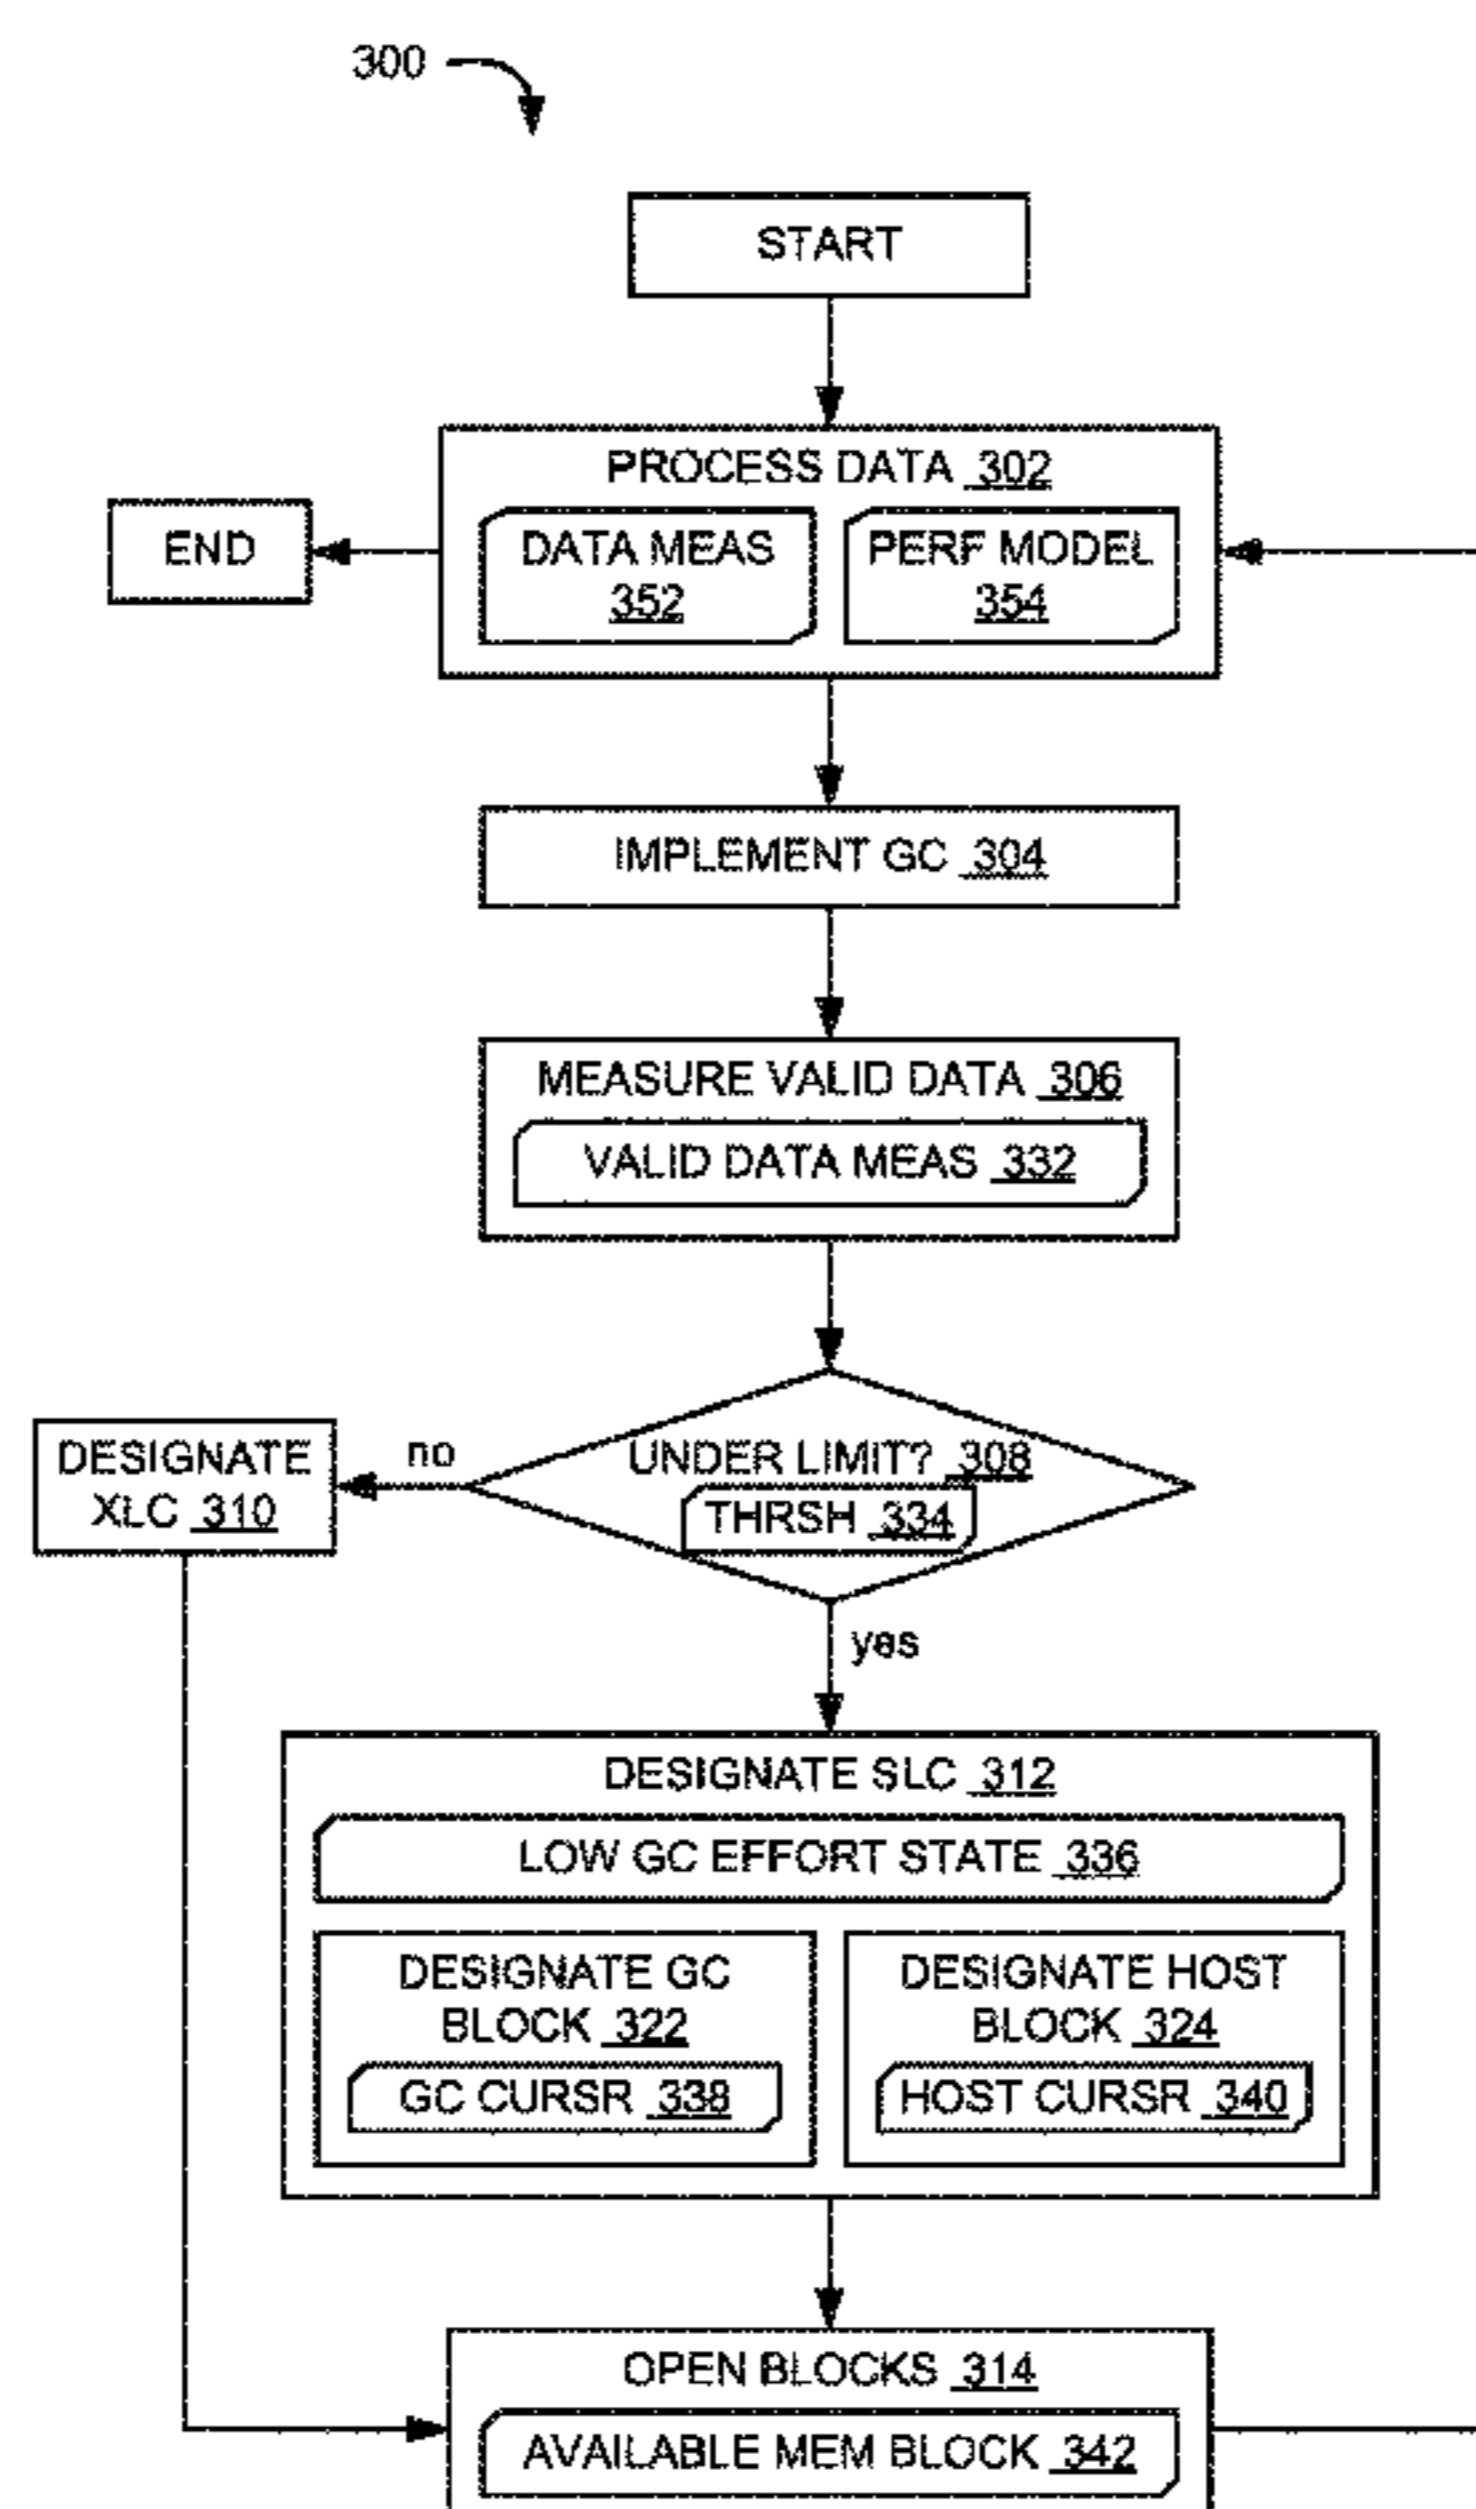 300
START
PROCESS DATA 302
END
DATA MEAS
352
PERF MODEL
354
IMPLEMENT GC 304
MEASURE VALID DATA 306
VALID DATA MEAS 332
UNDER LIMIT? 308
THRSH 334
no
DESIGNATE
XLC 310
yes
DESIGNATE SLC 312
LOW GC EFFORT STATE 336
DESIGNATE GC
BLOCK 322
GC CURSR 338
DESIGNATE HOST
BLOCK 324
HOST CURSR 340
OPEN BLOCKS 314
AVAILABLE MEM BLOCK 342